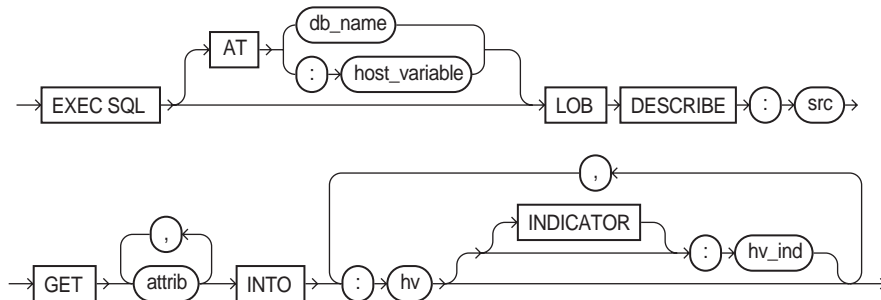 db_name
AT
: host_variable
EXEC SQL LOB DESCRIBE : src
,
INDICATOR
,
GET attrib INTO : hv : hv_ind